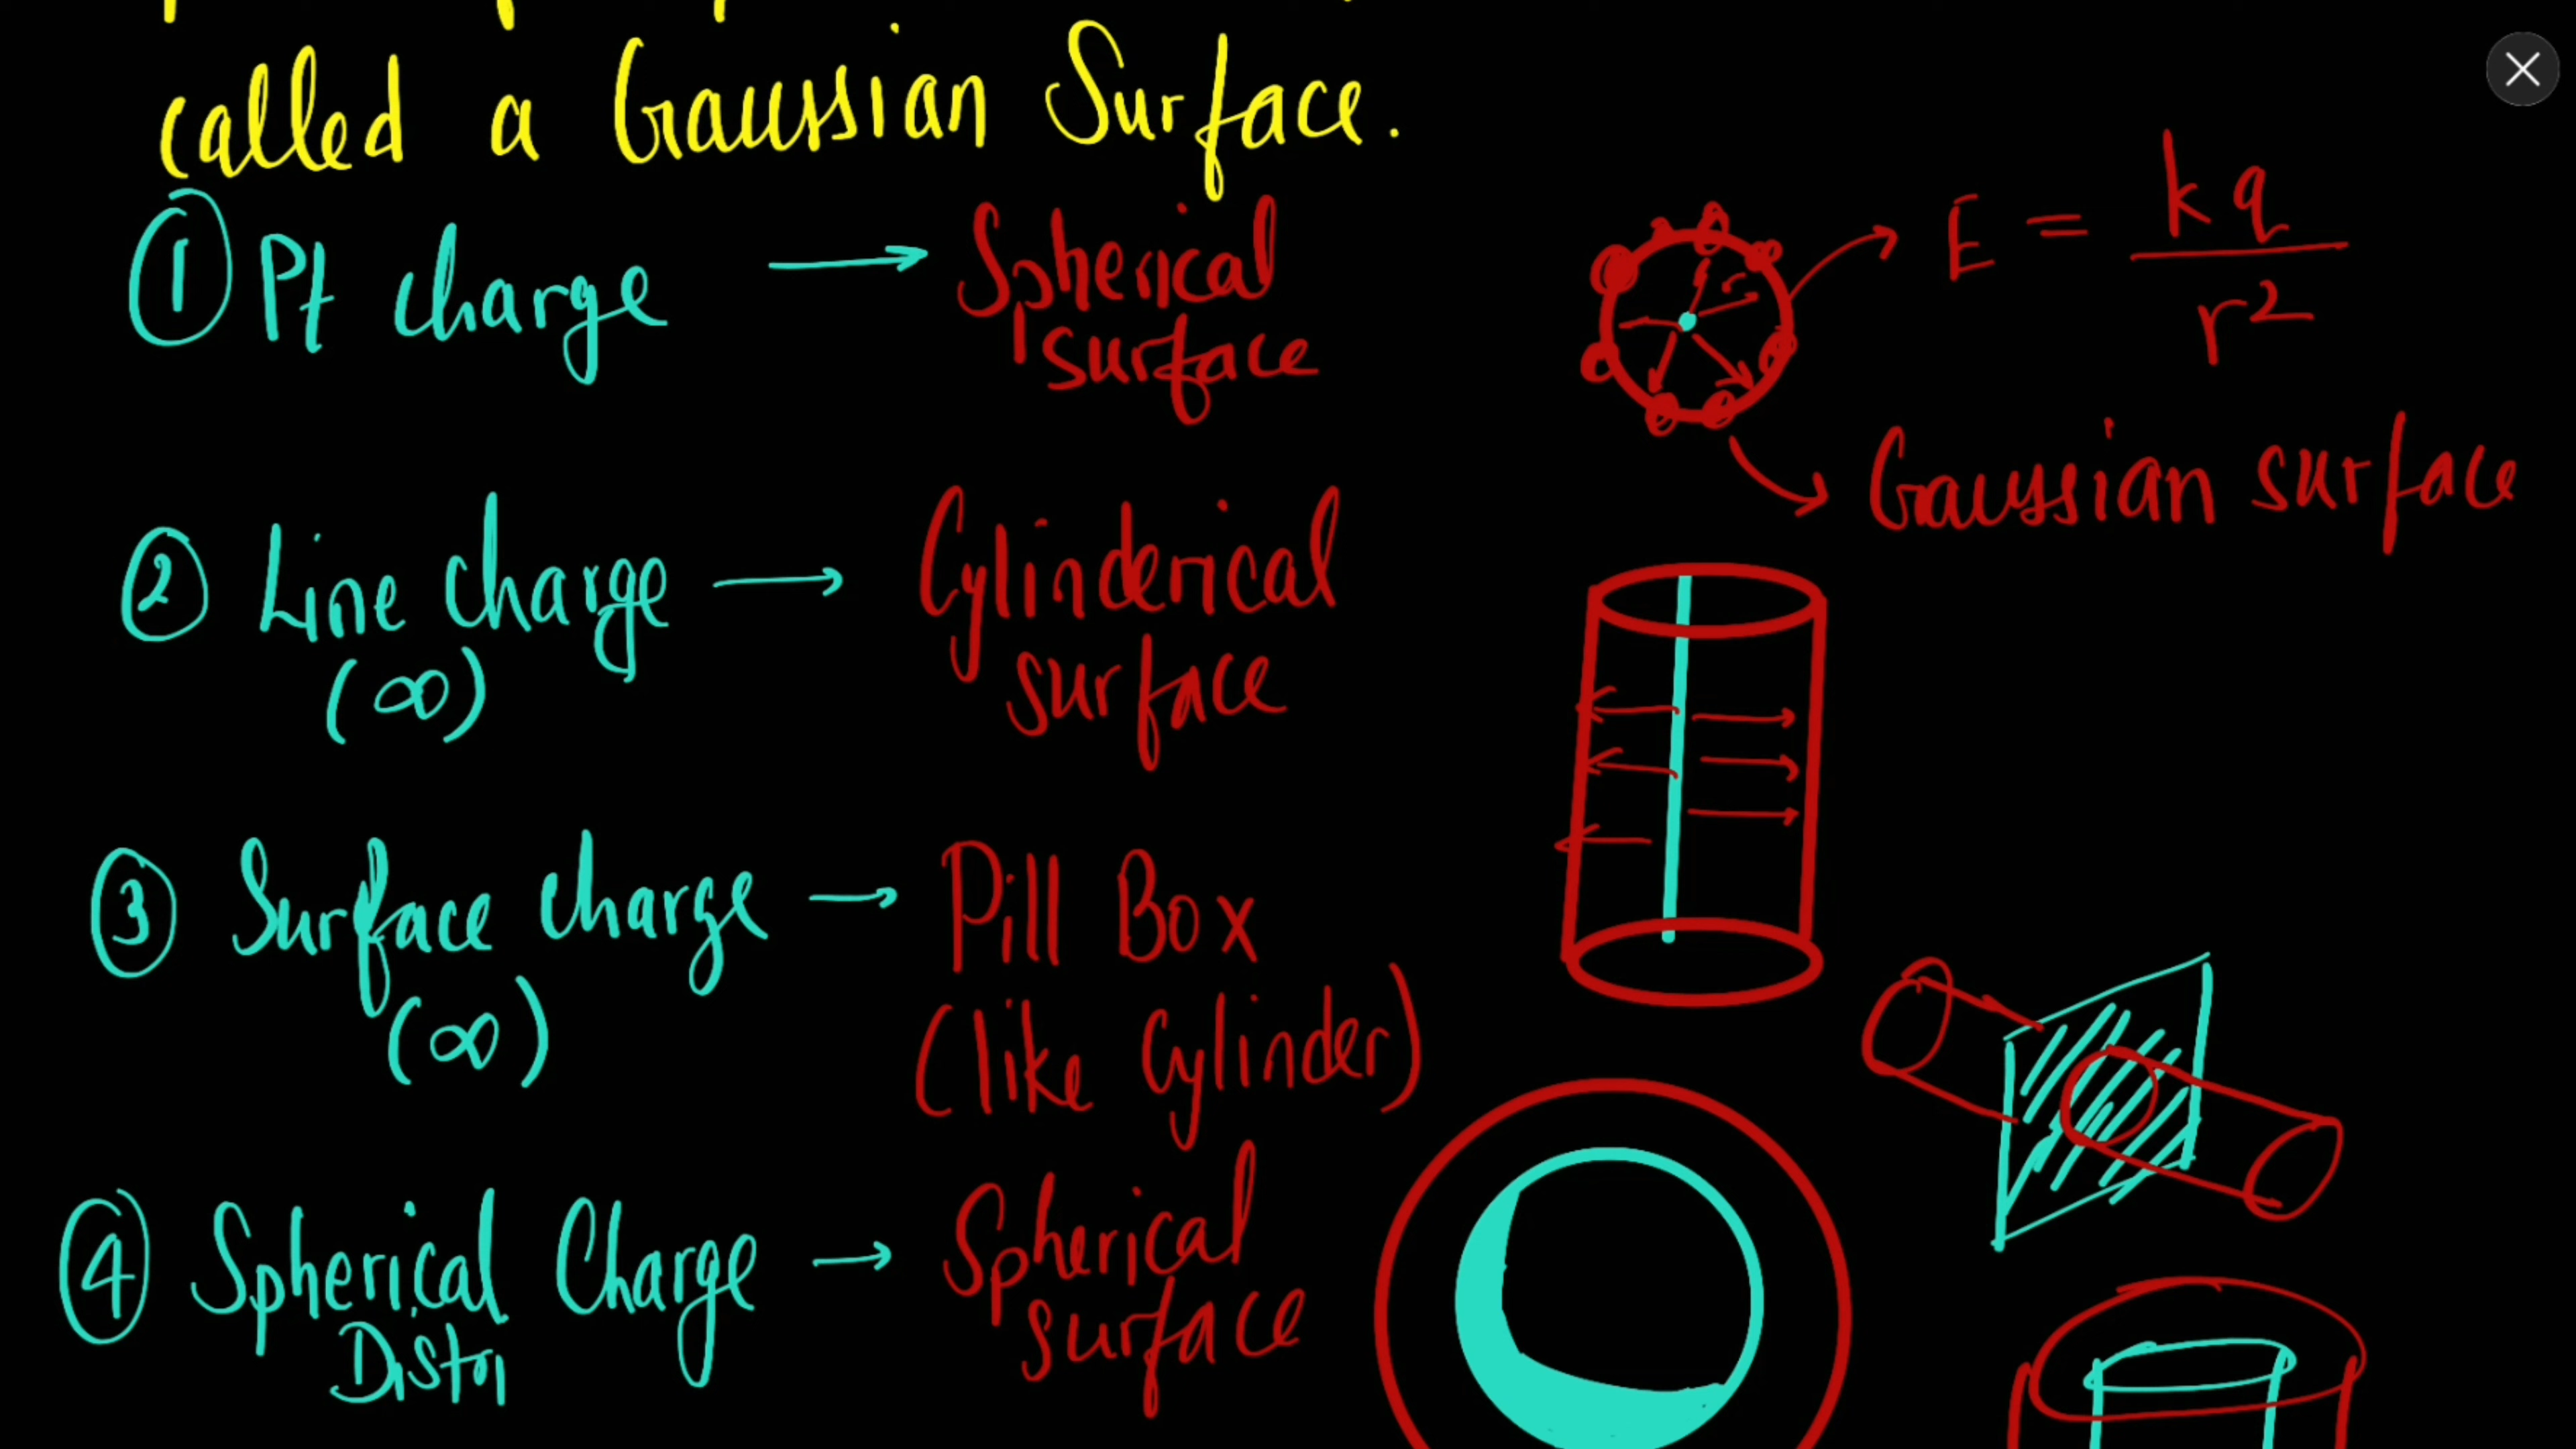 called a Gaussian Surface.
① Pt charge → Spherical surface
E = kq / r²
Gaussian surface
② Line charge → Cylinderical surface
(∞)
③ Surface charge → Pill Box
(∞)
(like Cylinder)
④ Spherical Charge → Spherical surface
Distri
r